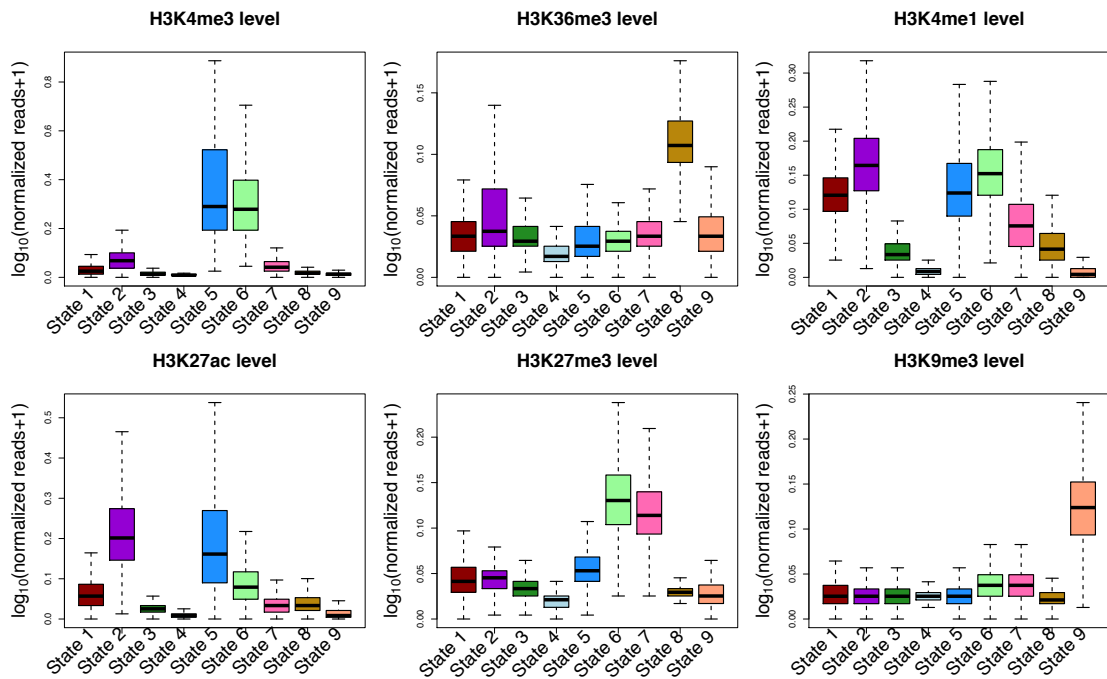 H3K4me3 level
log10(normalized reads+1)
0.0 0.2 0.4 0.6 0.8
State 1 State 2 State 3 State 4 State 5 State 6 State 7 State 8 State 9
H3K36me3 level
log10(normalized reads+1)
0.00 0.05 0.10 0.15
State 1 State 2 State 3 State 4 State 5 State 6 State 7 State 8 State 9
H3K4me1 level
log10(normalized reads+1)
0.00 0.05 0.10 0.15 0.20 0.25 0.30
State 1 State 2 State 3 State 4 State 5 State 6 State 7 State 8 State 9
H3K27ac level
log10(normalized reads+1)
0.0 0.1 0.2 0.3 0.4 0.5
State 1 State 2 State 3 State 4 State 5 State 6 State 7 State 8 State 9
H3K27me3 level
log10(normalized reads+1)
0.00 0.05 0.10 0.15 0.20
State 1 State 2 State 3 State 4 State 5 State 6 State 7 State 8 State 9
H3K9me3 level
log10(normalized reads+1)
0.00 0.05 0.10 0.15 0.20 0.25
State 1 State 2 State 3 State 4 State 5 State 6 State 7 State 8 State 9